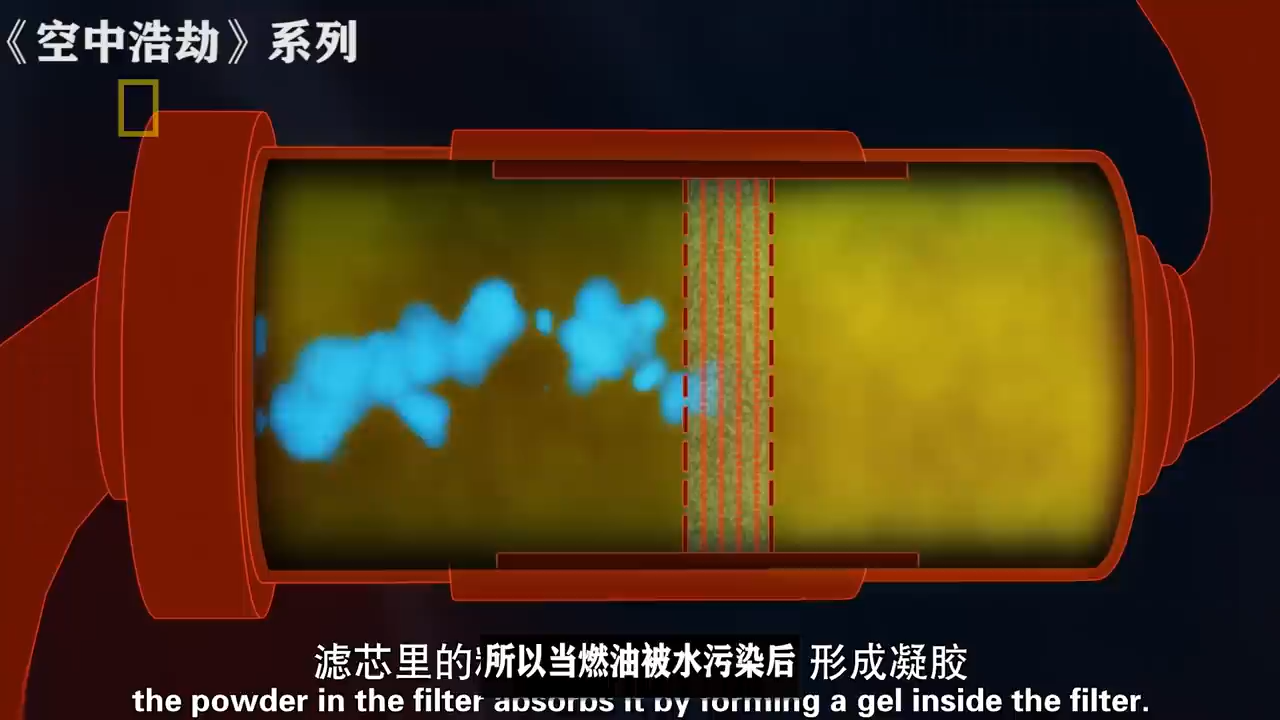 《空中浩劫》系列
滤芯里的
所以当燃油被水污染后
形成凝胶
the powder in the filter absorbs it by forming a gel inside the filter.